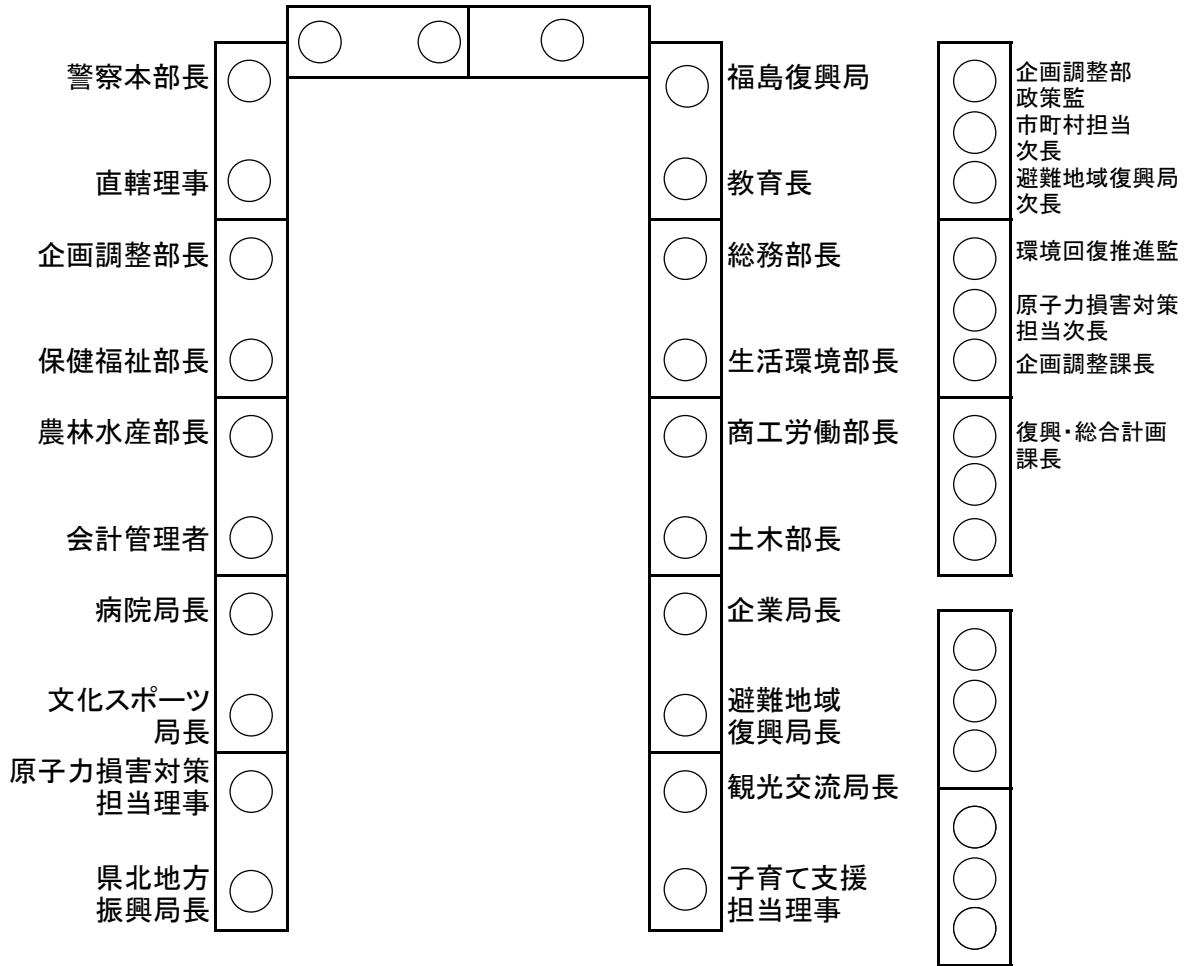 警察本部長
直轄理事
企画調整部長
保健福祉部長
農林水産部長
会計管理者
病院局長
文化スポーツ
局長
原子力損害対策
担当理事
県北地方
振興局長
福島復興局
教育長
総務部長
生活環境部長
商工労働部長
土木部長
企業局長
避難地域
復興局長
観光交流局長
子育て支援
担当理事
企画調整部
政策監
市町村担当
次長
避難地域復興局
次長
環境回復推進監
原子力損害対策
担当次長
企画調整課長
復興・総合計画
課長